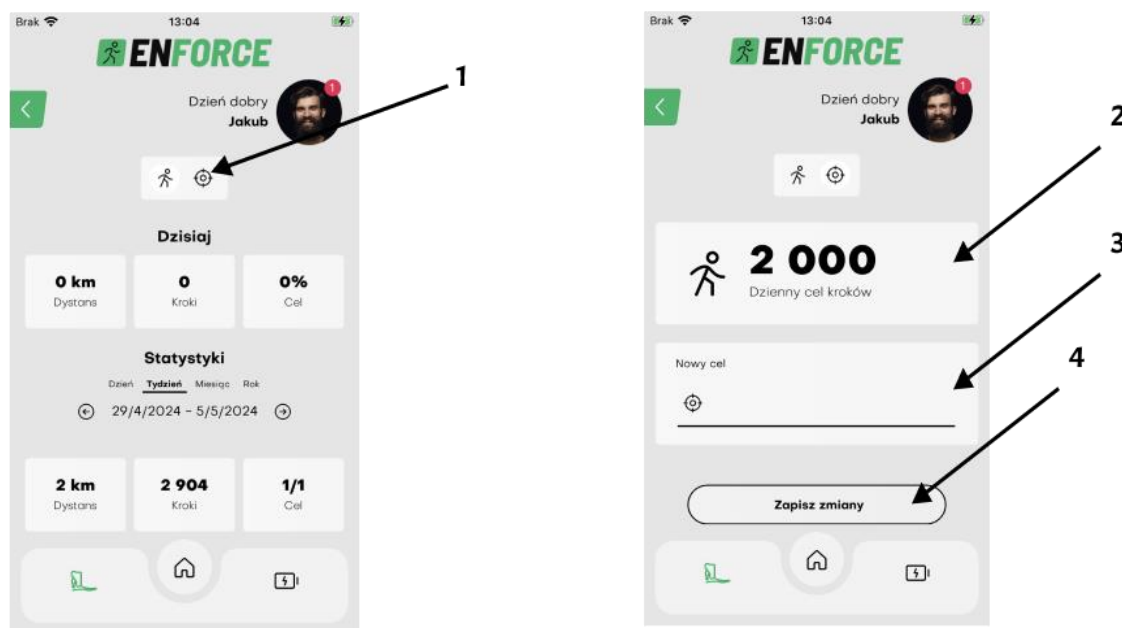 Brak 13:04
ENFORCE
1
Dzień dobry
Jakub
1
Dzisiaj
0 km 0 0%
Dystans Kroki Cel
Statystyki
Dzień Tydzień Miesiąc Rok
29/4/2024 - 5/5/2024
2 km 2 904 1/1
Dystans Kroki Cel
Brak 13:04
ENFORCE
1
Dzień dobry
Jakub
2
2 000
Dzienny cel kroków
3
Nowy cel
4
Zapisz zmiany